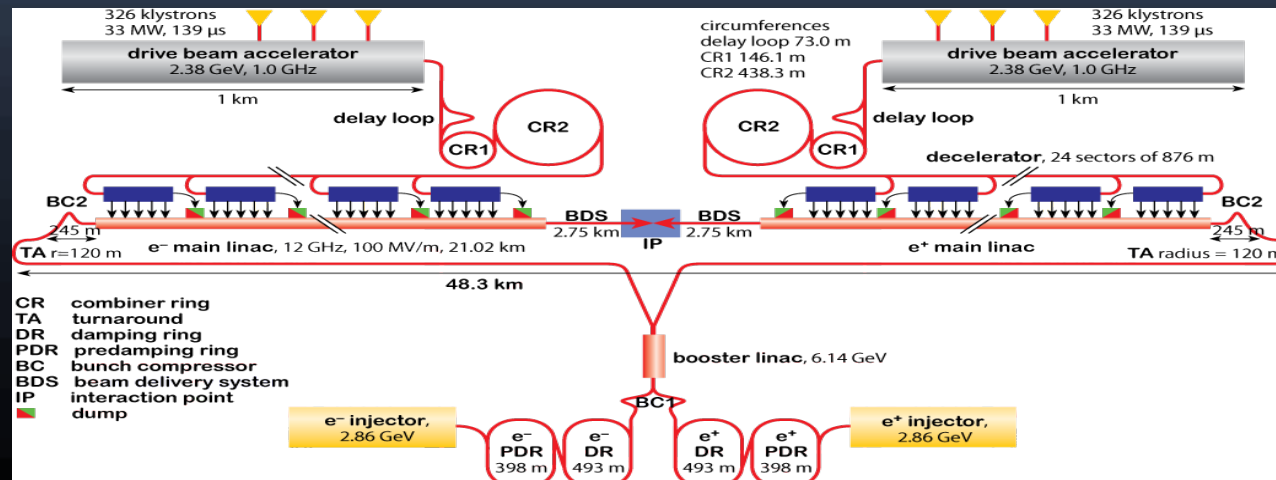 326 klystrons
33 MW, 139 µs
drive beam accelerator
2.38 GeV, 1.0 GHz
1 km
delay loop
CR1
CR2
circumferences
delay loop 73.0 m
CR1 146.1 m
CR2 438.3 m
326 klystrons
33 MW, 139 µs
drive beam accelerator
2.38 GeV, 1.0 GHz
1 km
delay loop
CR2
CR1
decelerator, 24 sectors of 876 m
BC2
245 m
TA r=120 m
e⁻ main linac, 12 GHz, 100 MV/m, 21.02 km
BDS
2.75 km
IP
BDS
2.75 km
e⁺ main linac
BC2
245 m
TA radius = 120 m
48.3 km
CR combiner ring
TA turnaround
DR damping ring
PDR predamping ring
BC bunch compressor
BDS beam delivery system
IP interaction point
dump
booster linac, 6.14 GeV
BC1
e⁻ injector,
2.86 GeV
e⁻
PDR
398 m
e⁻
DR
493 m
e⁺
DR
493 m
e⁺
PDR
398 m
e⁺ injector,
2.86 GeV